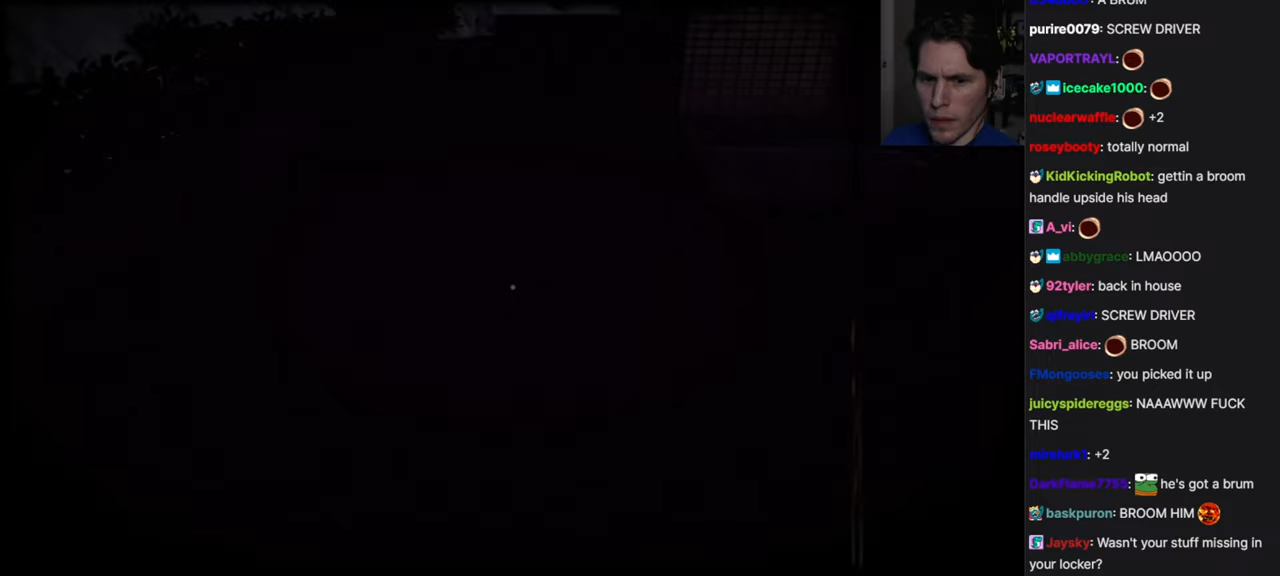 : A BRUM
purire0079: SCREW DRIVER
VAPORTRAYL:
icecake1000:
nuclearwaffle: +2
roseybooty: totally normal
KidKickingRobot: gettin a broom
handle upside his head
A_vi:
abbygrace: LMAOOOO
92tyler: back in house
: SCREW DRIVER
Sabri_alice: BROOM
FMongooses: you picked it up
juicyspidereggs: NAAAWWW FUCK
THIS
: +2
DarkFlame7755: he's got a brum
baskpuron: BROOM HIM
Jaysky: Wasn't your stuff missing in
your locker?